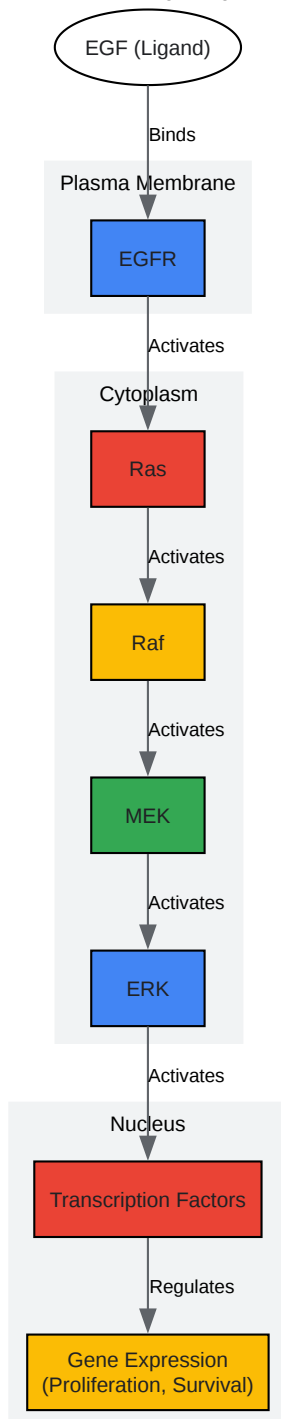 EGF (Ligand)
Binds
Plasma Membrane
EGFR
Activates
Cytoplasm
Ras
Activates
Raf
Activates
MEK
Activates
ERK
Activates
Nucleus
Transcription Factors
Regulates
Gene Expression
(Proliferation, Survival)